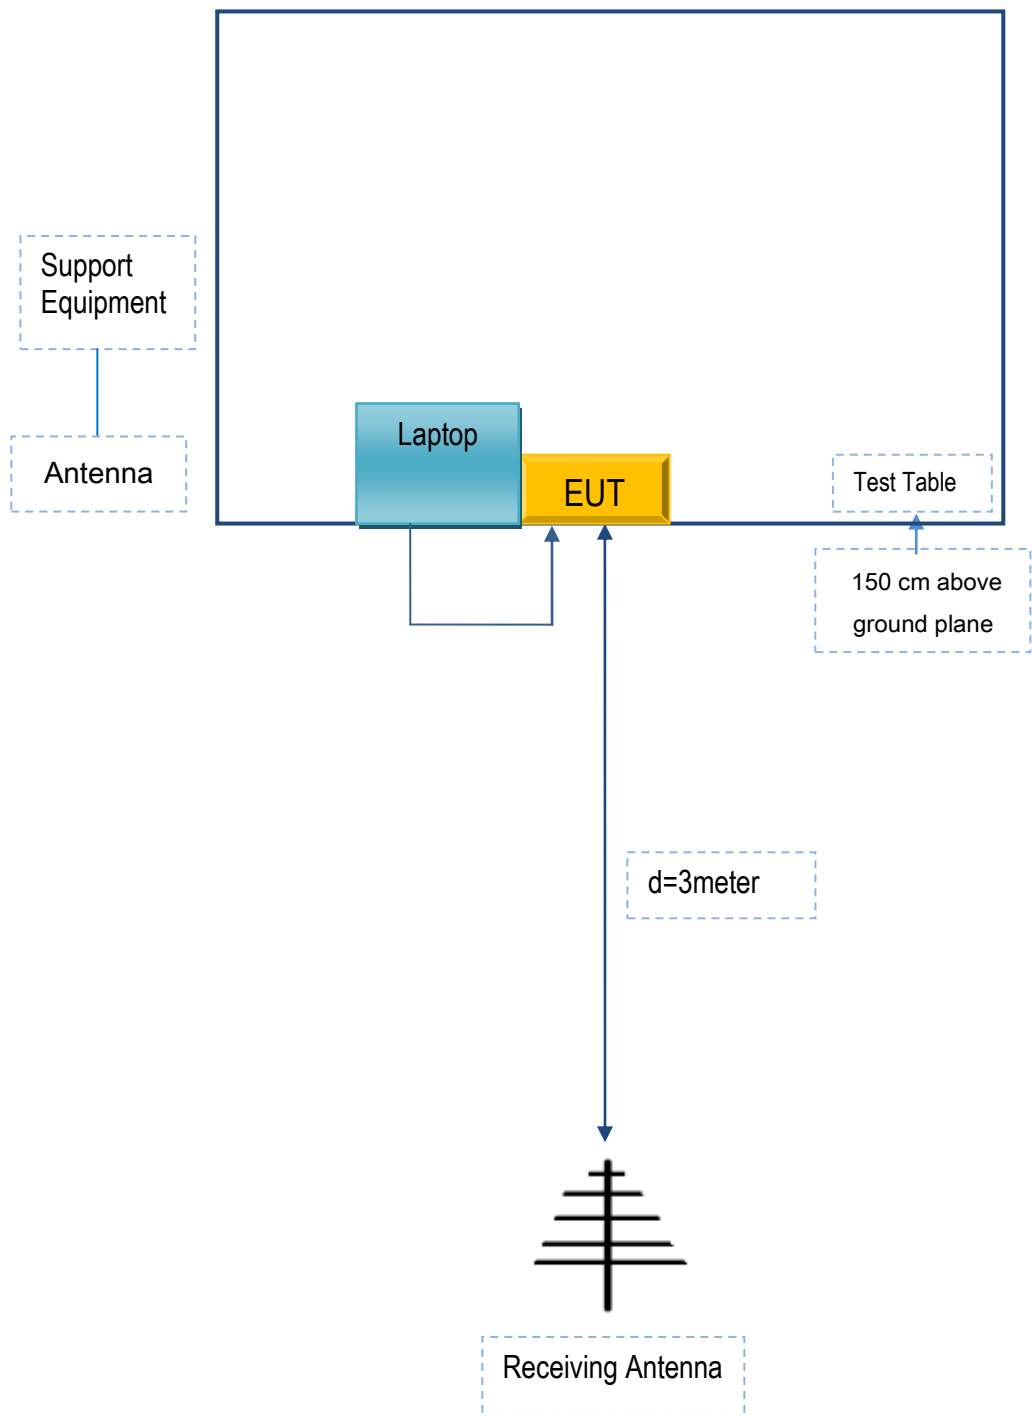 Support
Equipment
Antenna
Laptop
EUT
Test Table
150 cm above
ground plane
d=3meter
Receiving Antenna